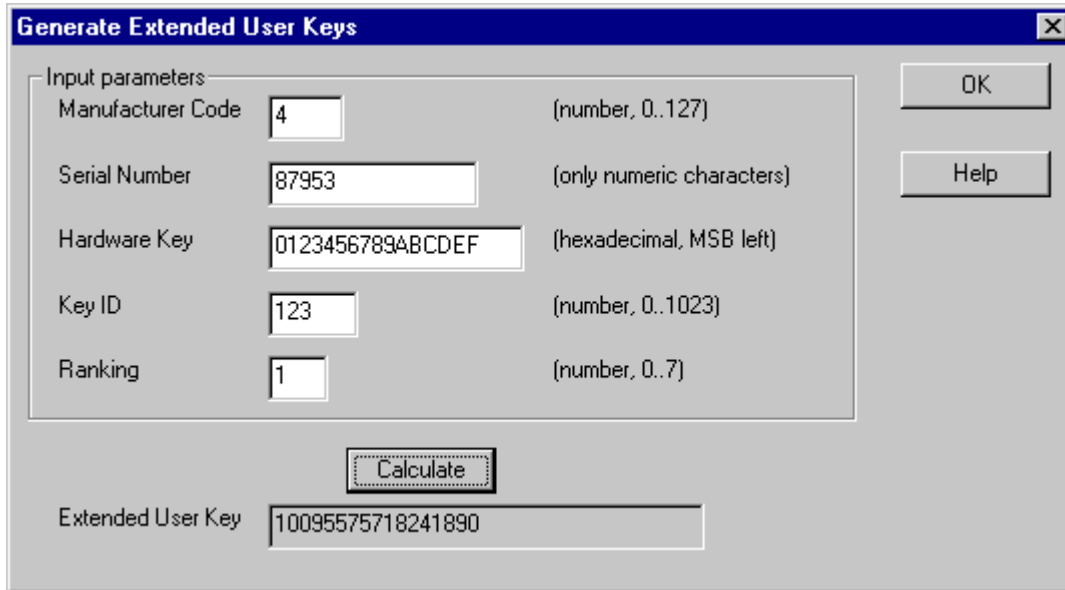 Generate Extended User Keys
Input parameters
Manufacturer Code 4 (number, 0..127)
OK
Serial Number 87953 (only numeric characters)
Help
Hardware Key 0123456789ABCDEF (hexadecimal, MSB left)
Key ID 123 (number, 0..1023)
Ranking 1 (number, 0..7)
Calculate
Extended User Key 10095575718241890